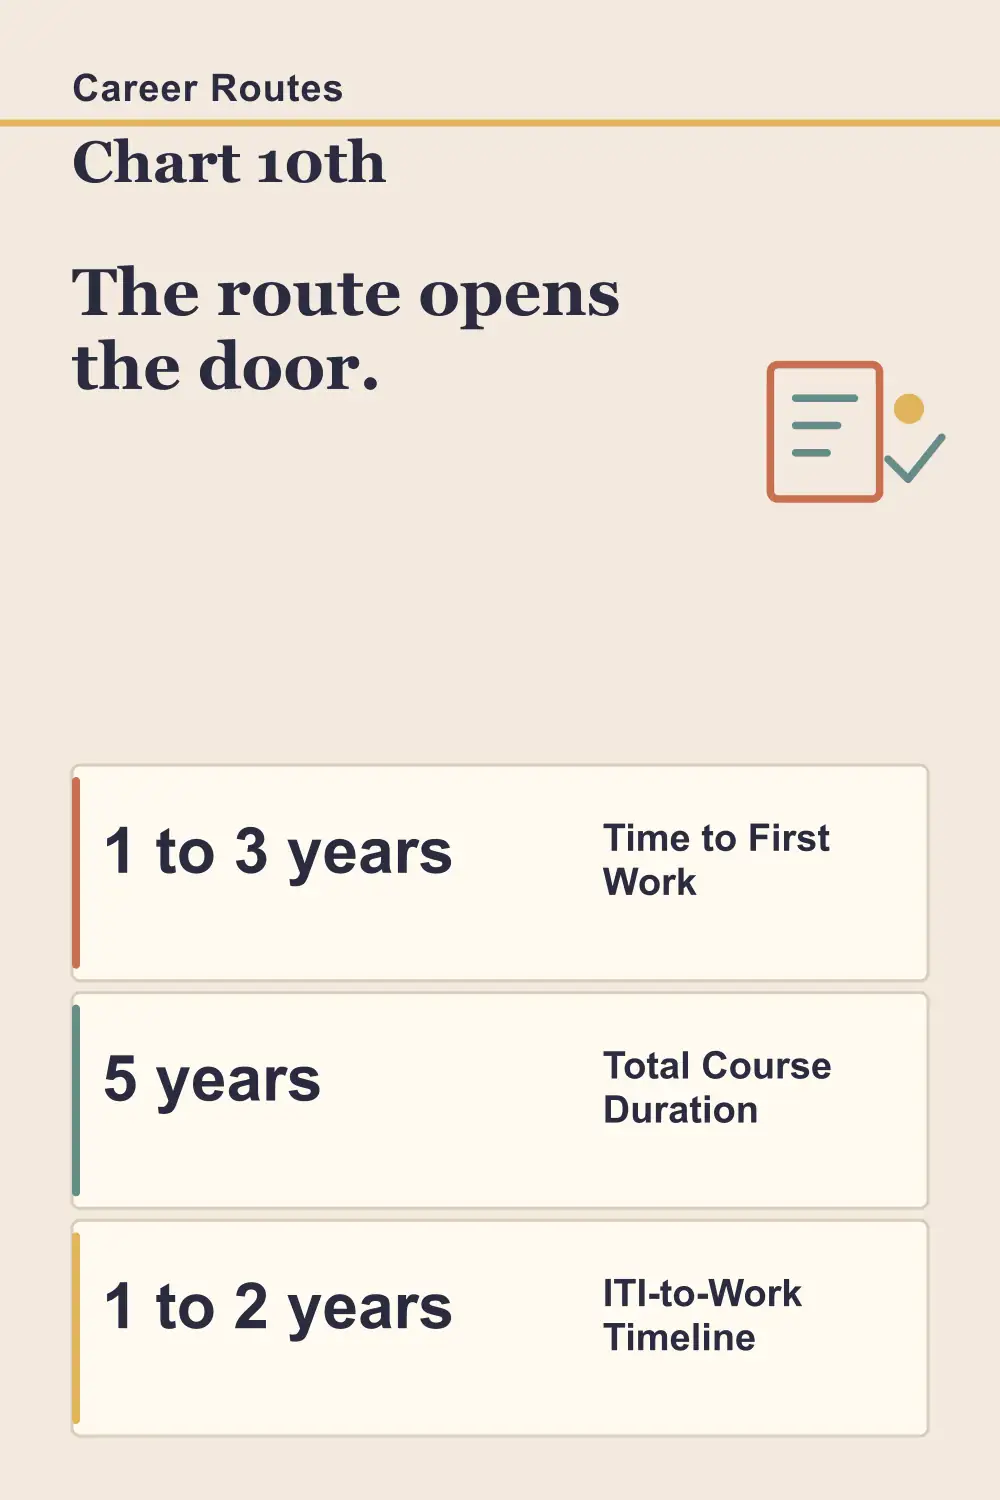 Career Routes
Chart 10th
The route opens
the door.
1 to 3 years
Time to First
Work
5 years
Total Course
Duration
1 to 2 years
ITI-to-Work
Timeline